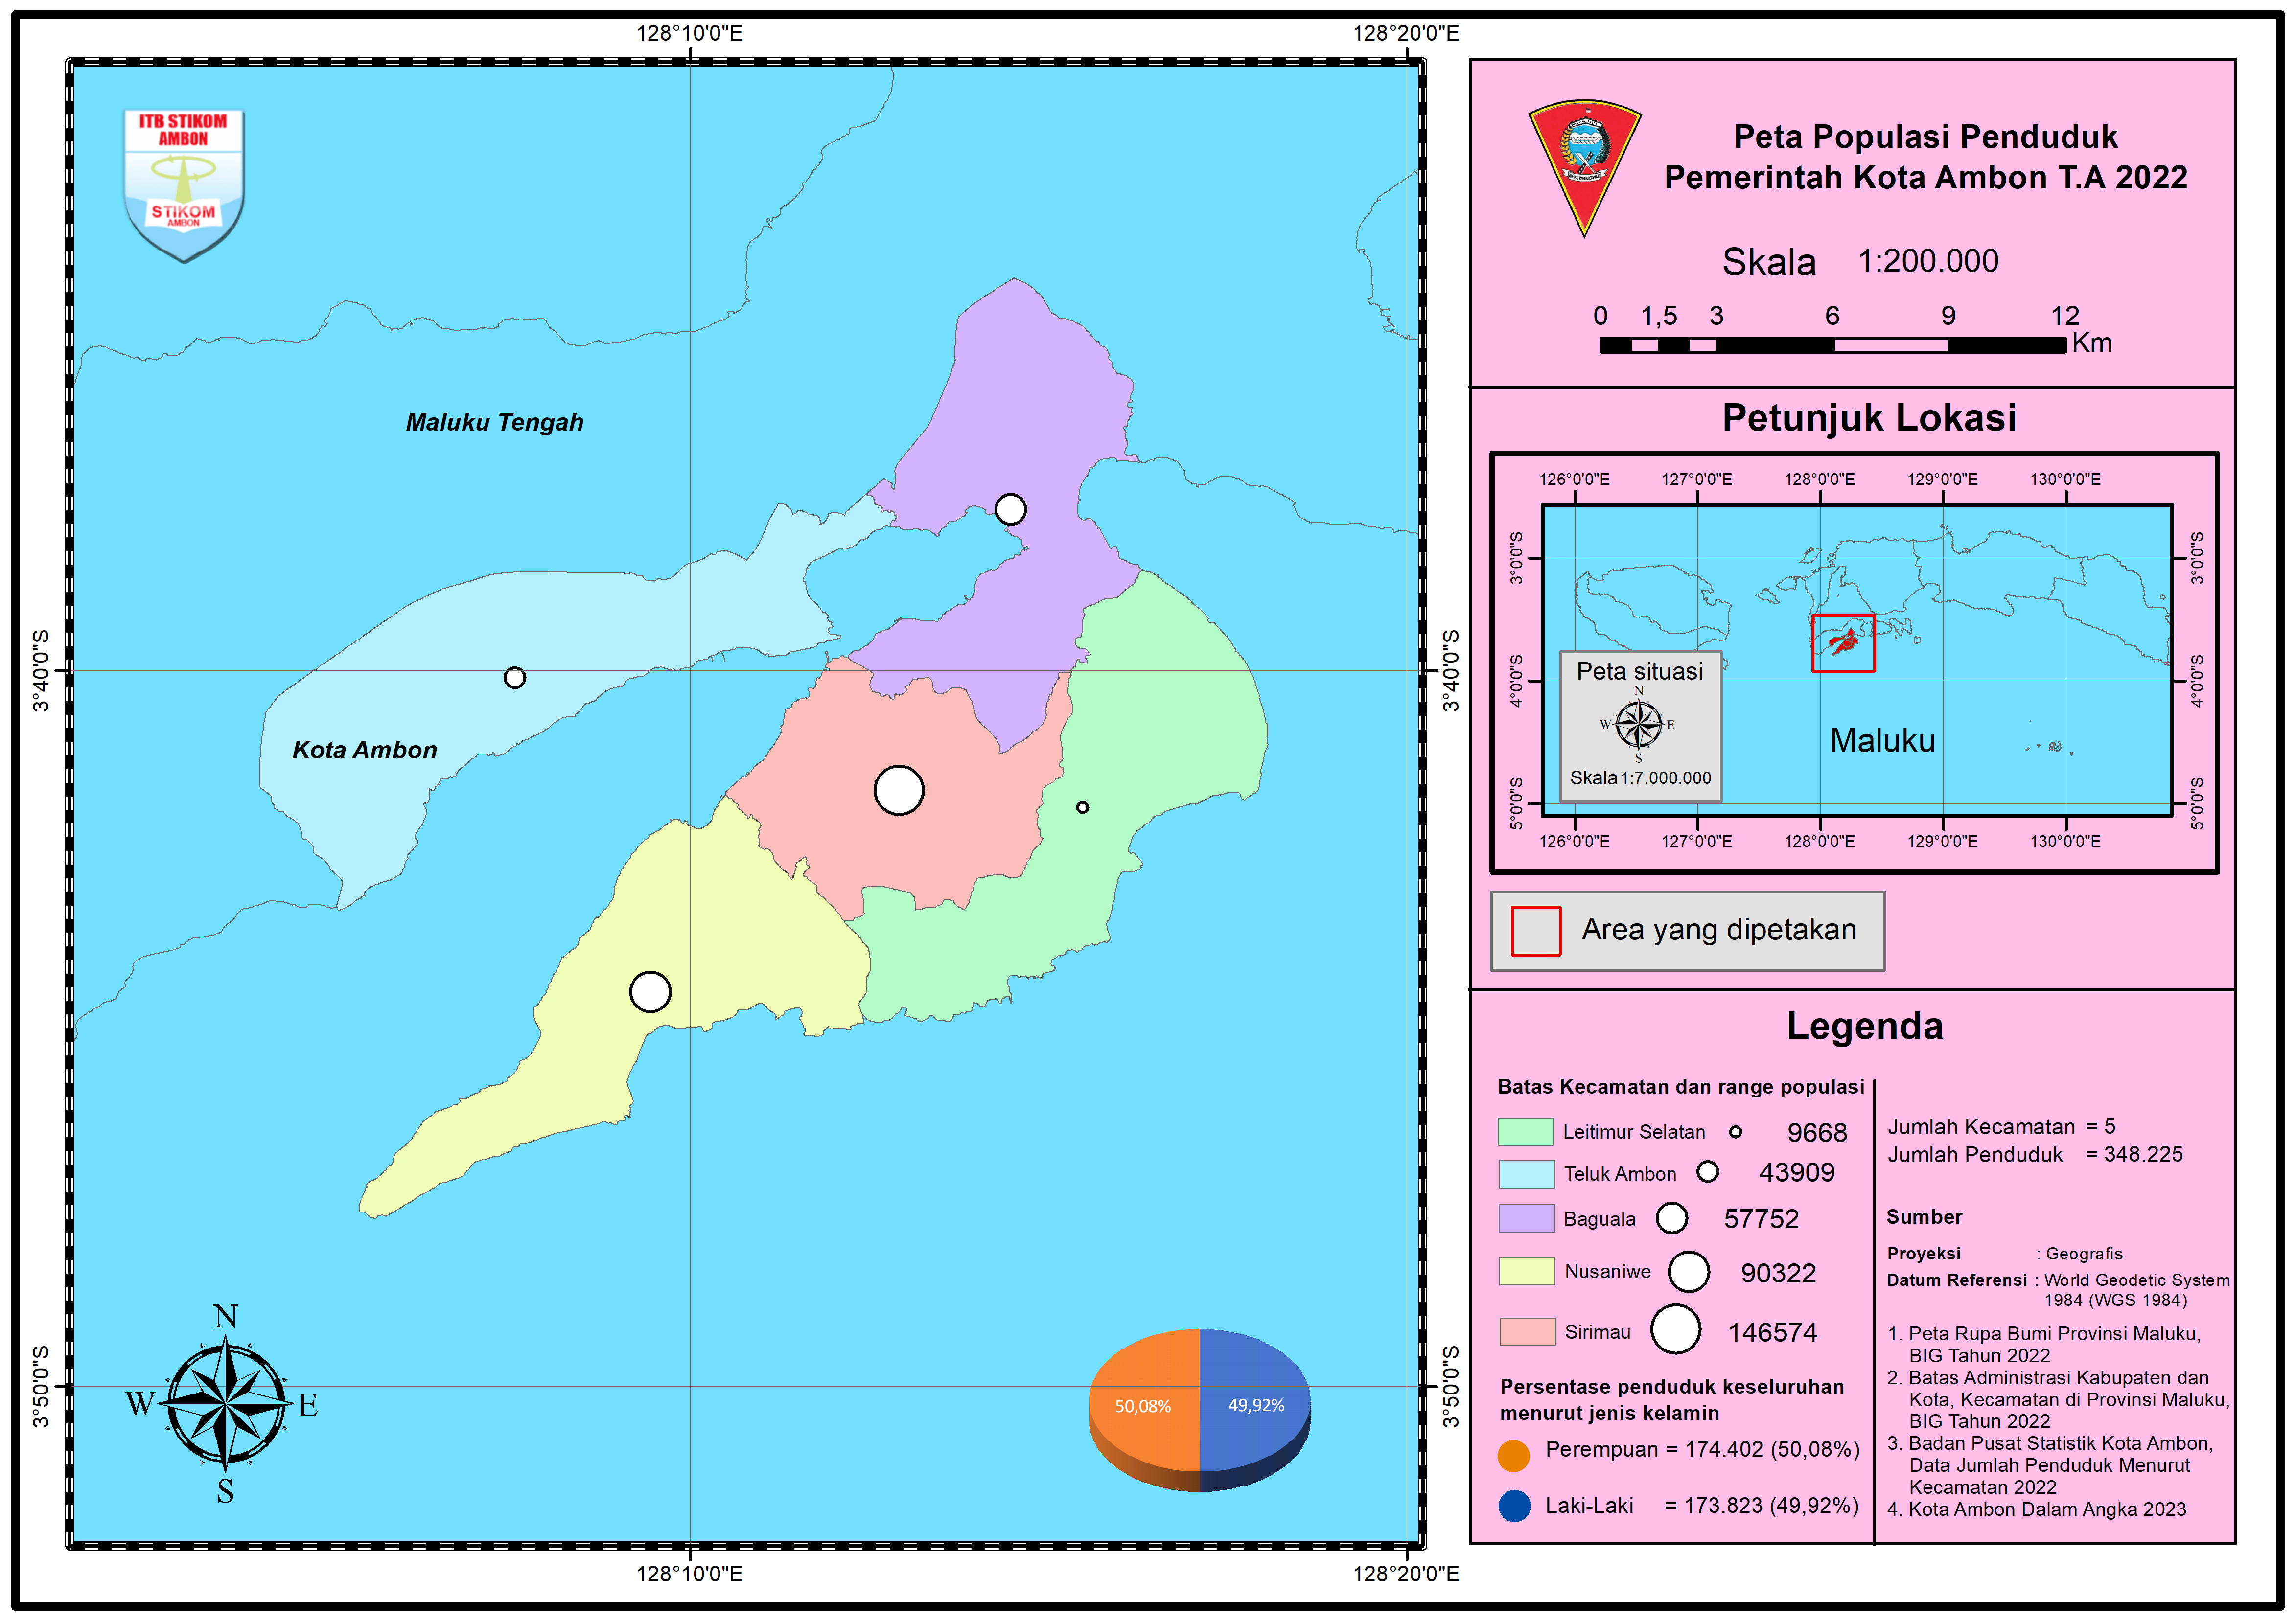 128°10'0"E
128°20'0"E
ITB STIKOM
AMBON
STIKOM
AMBON
Maluku Tengah
Kota Ambon
3°40'0"S
3°40'0"S
3°50'0"S
3°50'0"S
N
W
E
S
50,08%
49,92%
128°10'0"E
128°20'0"E
Peta Populasi Penduduk
Pemerintah Kota Ambon T.A 2022
Skala 1:200.000
0 1,5 3 6 9 12
Km
Petunjuk Lokasi
126°0'0"E 127°0'0"E 128°0'0"E 129°0'0"E 130°0'0"E
3°0'0"S
3°0'0"S
4°0'0"S
4°0'0"S
5°0'0"S
5°0'0"S
Peta situasi
N
W
E
S
Skala 1:7.000.000
Maluku
126°0'0"E 127°0'0"E 128°0'0"E 129°0'0"E 130°0'0"E
Area yang dipetakan
Legenda
Batas Kecamatan dan range populasi
Leitimur Selatan 9668
Teluk Ambon 43909
Baguala 57752
Nusaniwe 90322
Sirimau 146574
Persentase penduduk keseluruhan
menurut jenis kelamin
Perempuan = 174.402 (50,08%)
Laki-Laki = 173.823 (49,92%)
Jumlah Kecamatan = 5
Jumlah Penduduk = 348.225
Sumber
Proyeksi : Geografis
Datum Referensi : World Geodetic System
1984 (WGS 1984)
1. Peta Rupa Bumi Provinsi Maluku,
BIG Tahun 2022
2. Batas Administrasi Kabupaten dan
Kota, Kecamatan di Provinsi Maluku,
BIG Tahun 2022
3. Badan Pusat Statistik Kota Ambon,
Data Jumlah Penduduk Menurut
Kecamatan 2022
4. Kota Ambon Dalam Angka 2023